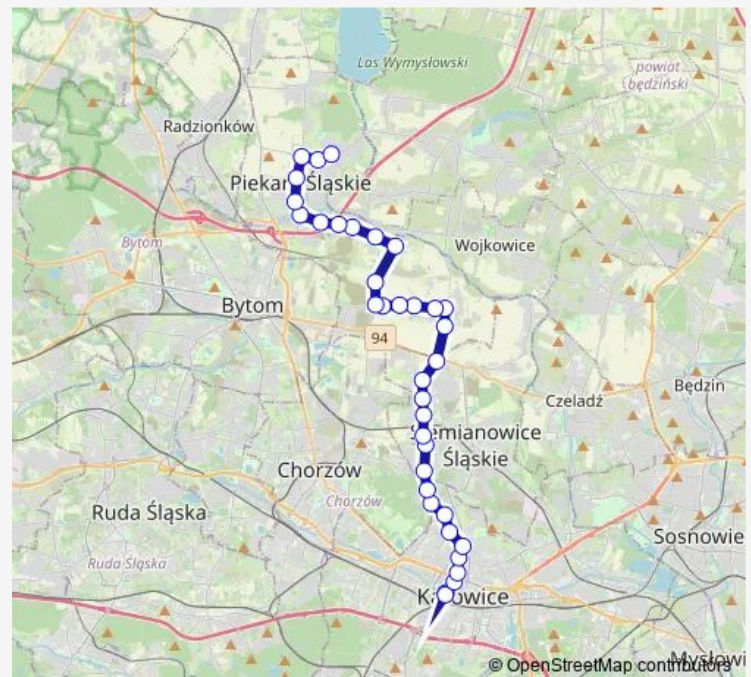 Las Wymysłowski
powiat
będziński
Radzionków
Piekary Śląskie
Bytom
Wojkowice
Bytom
94
Będzin
Czeladź
Siemianowice
Śląskie
Chorzów
Chorzów
Ruda Śląska
Sosnowie
Ruda Śląska
Katowice
Mysłowi
© OpenStreetMap contributors